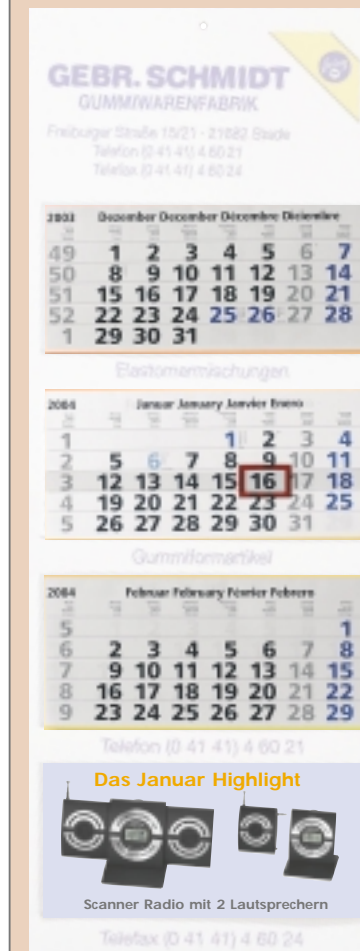 GEBR. SCHMIDT
GUMMIWARENFABRIK
Freiburger Straße 15/21 - 21682 Stade
Telefon (0 41 41) 4 60 21
Telefax (0 41 41) 4 60 24
2003 Dezember December Décembre Diciembre
49 1 2 3 4 5 6 7
50 8 9 10 11 12 13 14
51 15 16 17 18 19 20 21
52 22 23 24 25 26 27 28
1 29 30 31
Elastomermischungen
2004 Januar January Janvier Enero
1 1 2 3 4
2 5 6 7 8 9 10 11
3 12 13 14 15 16 17 18
4 19 20 21 22 23 24 25
5 26 27 28 29 30 31
Gummiformartikel
2004 Februar February Février Febrero
5 1
6 2 3 4 5 6 7 8
7 9 10 11 12 13 14 15
8 16 17 18 19 20 21 22
9 23 24 25 26 27 28 29
Telefon (0 41 41) 4 60 21
Das Januar Highlight
Scanner Radio mit 2 Lautsprechern
Telefax (0 41 41) 4 60 24